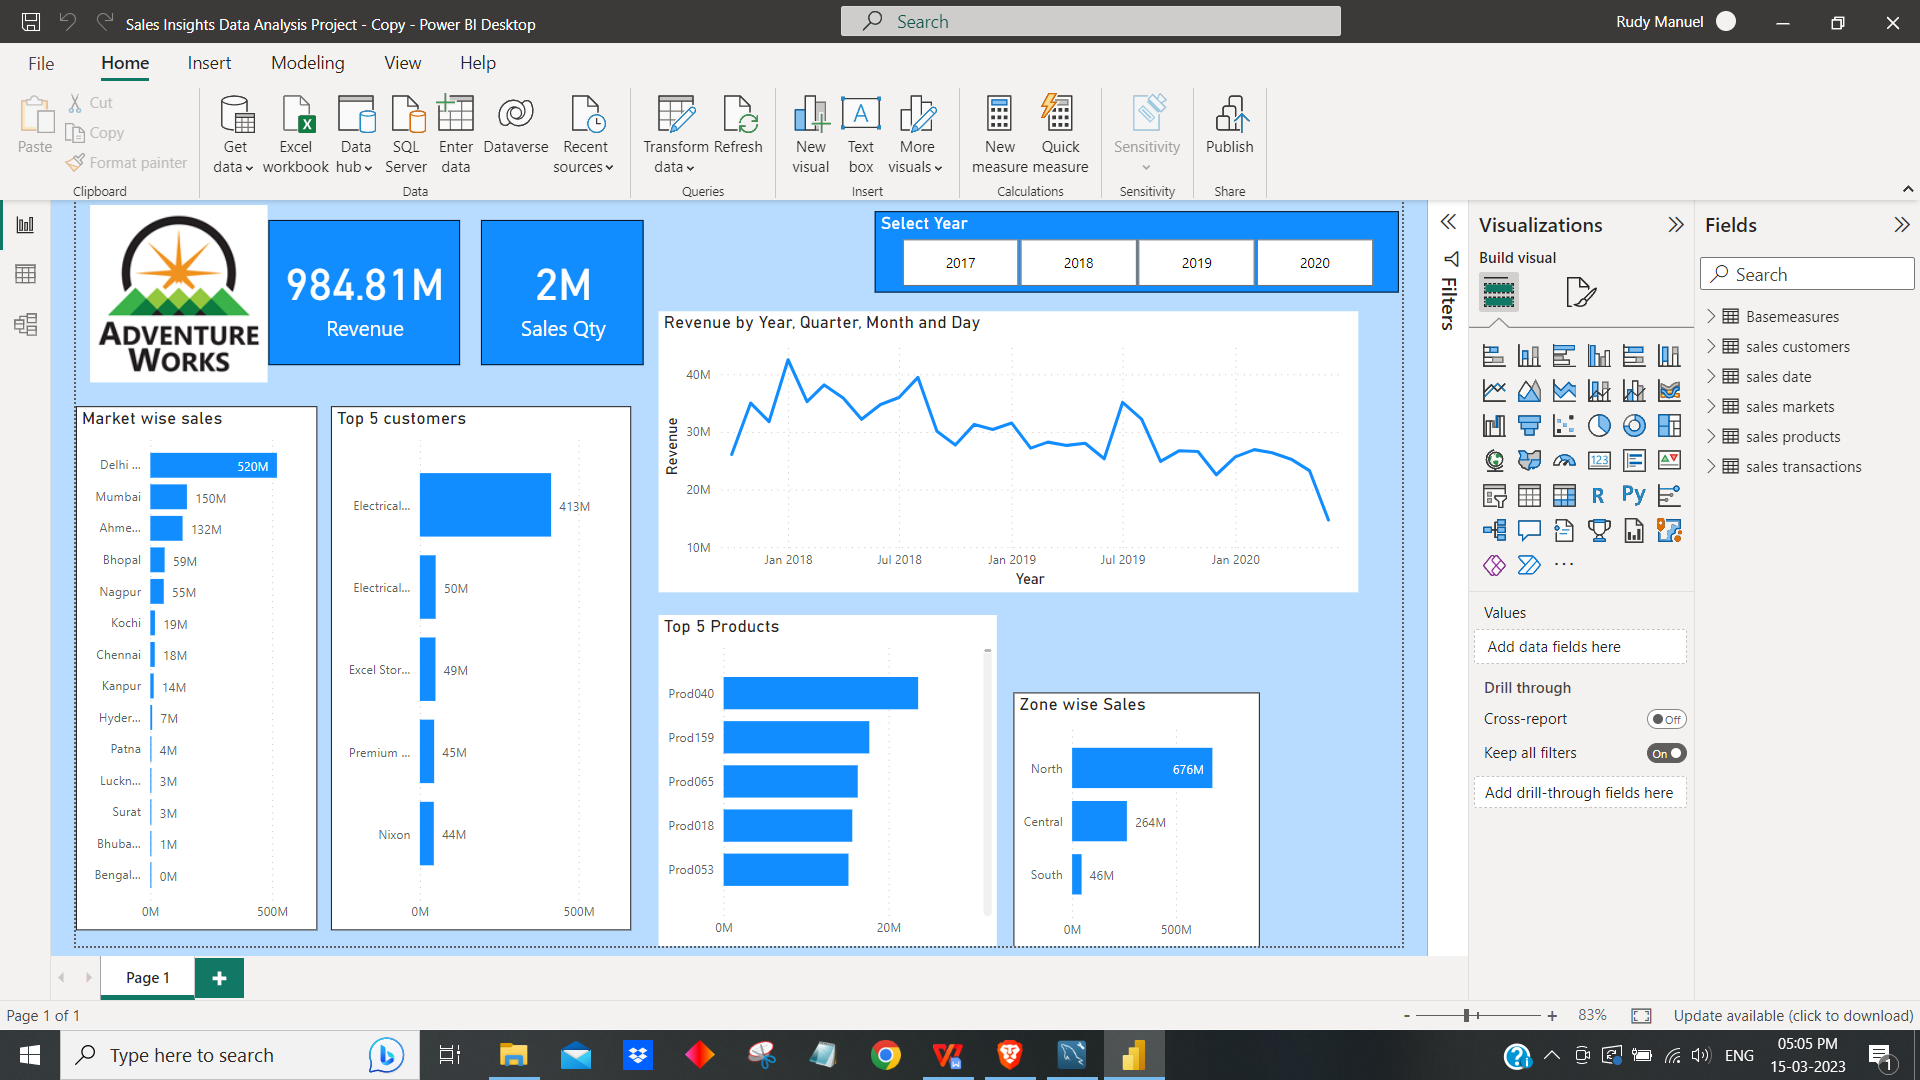 Sales Insights Data Analysis Project - Copy - Power BI Desktop
Search
Rudy Manuel
File
Home
Insert
Modeling
View
Help
Paste
Cut
Copy
Format painter
Clipboard
Get data
Excel workbook
Data hub
SQL Server
Enter data
Dataverse
Recent sources
Data
Transform data
Refresh
Queries
New visual
Text box
More visuals
Insert
New measure
Quick measure
Calculations
Sensitivity
Sensitivity
Publish
Share
ADVENTURE
WORKS
984.81M
Revenue
2M
Sales Qty
Select Year
2017
2018
2019
2020
Revenue by Year, Quarter, Month and Day
Revenue
40M
30M
20M
10M
Jan 2018
Jul 2018
Jan 2019
Jul 2019
Jan 2020
Year
Market wise sales
Delhi ... 520M
Mumbai 150M
Ahme... 132M
Bhopal 59M
Nagpur 55M
Kochi 19M
Chennai 18M
Kanpur 14M
Hyder... 7M
Patna 4M
Luckn... 3M
Surat 3M
Bhuba... 1M
Bengal... 0M
0M 500M
Top 5 customers
Electrical... 413M
Electrical... 50M
Excel Stor... 49M
Premium ... 45M
Nixon 44M
0M 500M
Top 5 Products
Prod040
Prod159
Prod065
Prod018
Prod053
0M 20M
Zone wise Sales
North 676M
Central 264M
South 46M
0M 500M
Filters
Visualizations
Build visual
123
R
Py
...
Values
Add data fields here
Drill through
Cross-report
Off
Keep all filters
On
Add drill-through fields here
Fields
Search
Basemeasures
sales customers
sales date
sales markets
sales products
sales transactions
Page 1
Page 1 of 1
83%
Update available (click to download)
Type here to search
ENG
05:05 PM
15-03-2023
1